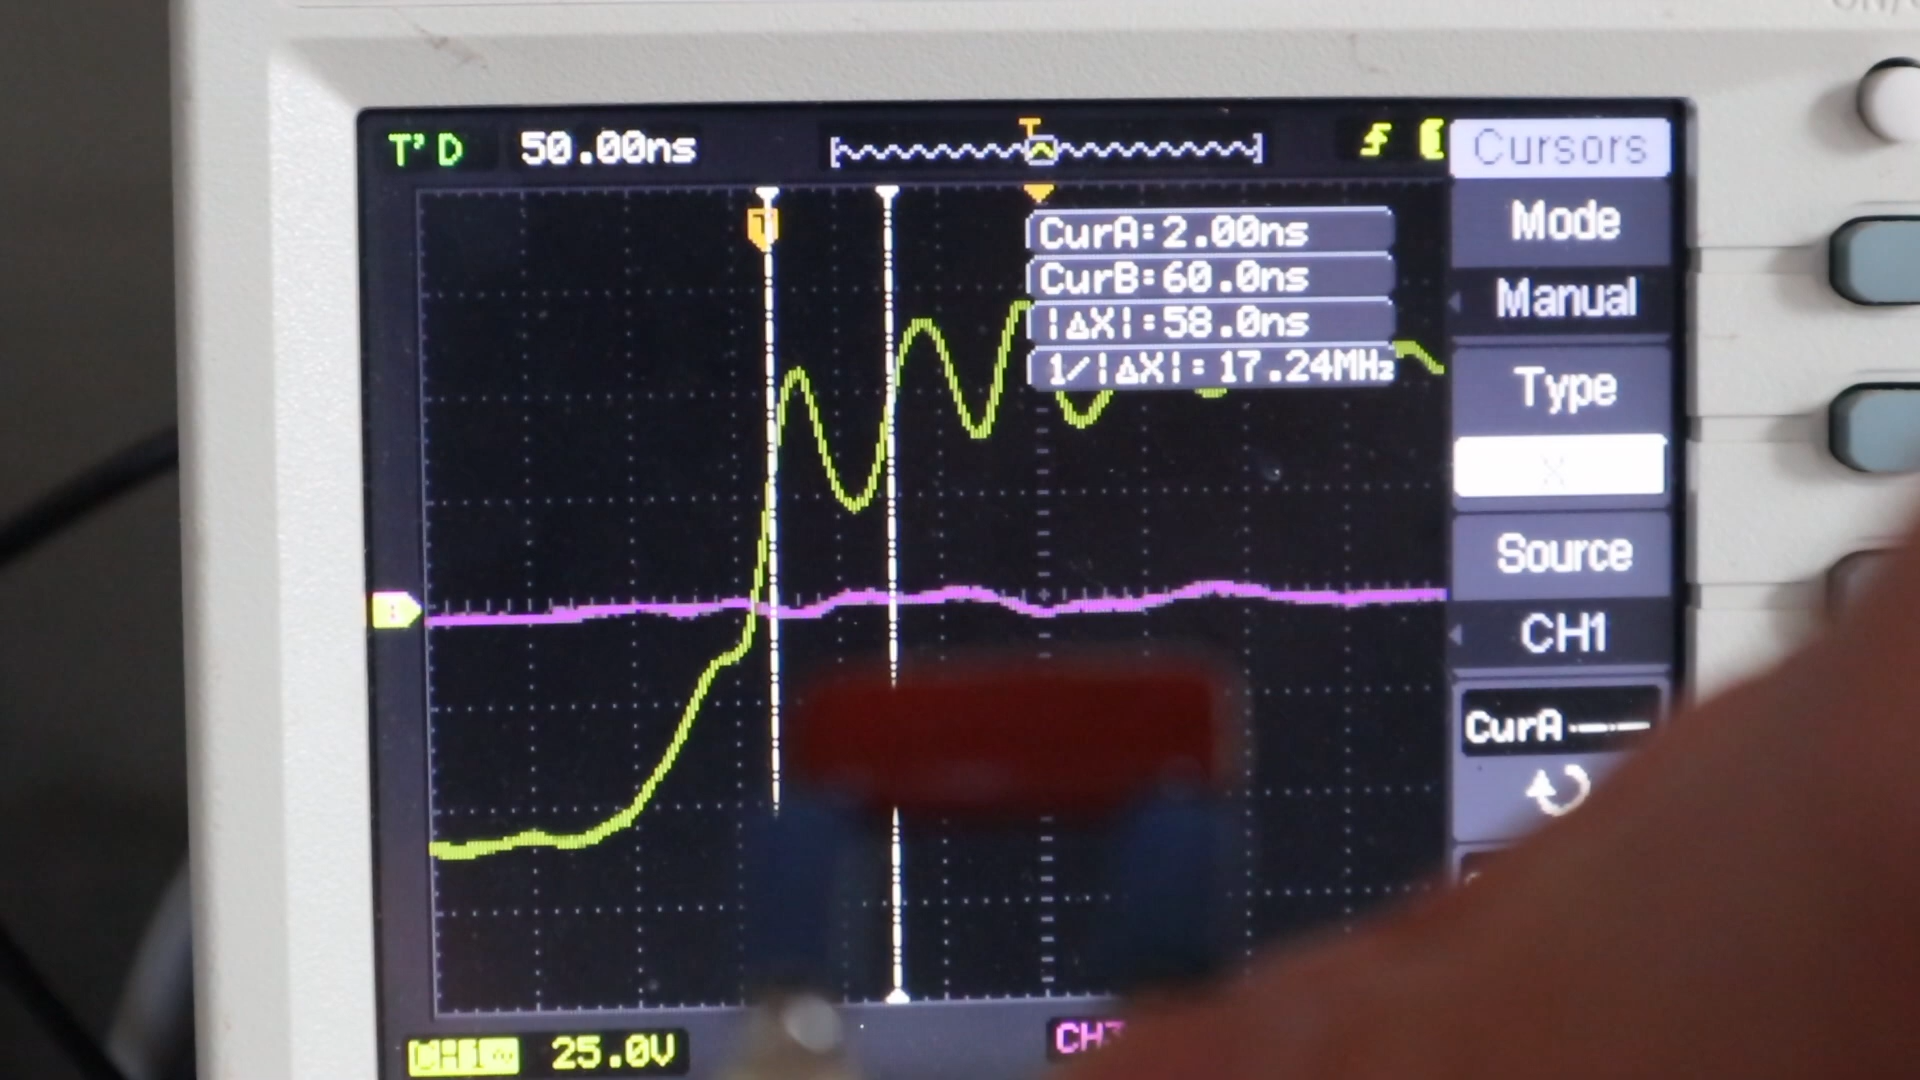 T'D 50.00ns T
Cursors
T
CurA:2.00ns
CurB:60.0ns
|ΔX|:58.0ns
1/|ΔX|:17.24MHz
Mode
Manual
Type
X
Source
CH1
CurA
CH1 25.0V